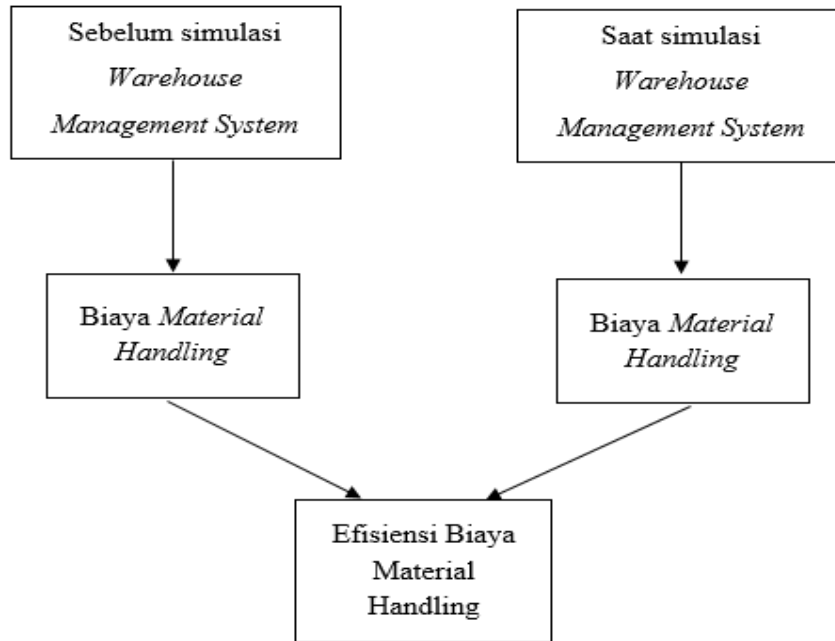 Sebelum simulasi
Warehouse
Management System
Saat simulasi
Warehouse
Management System
Biaya Material
Handling
Biaya Material
Handling
Efisiensi Biaya
Material
Handling